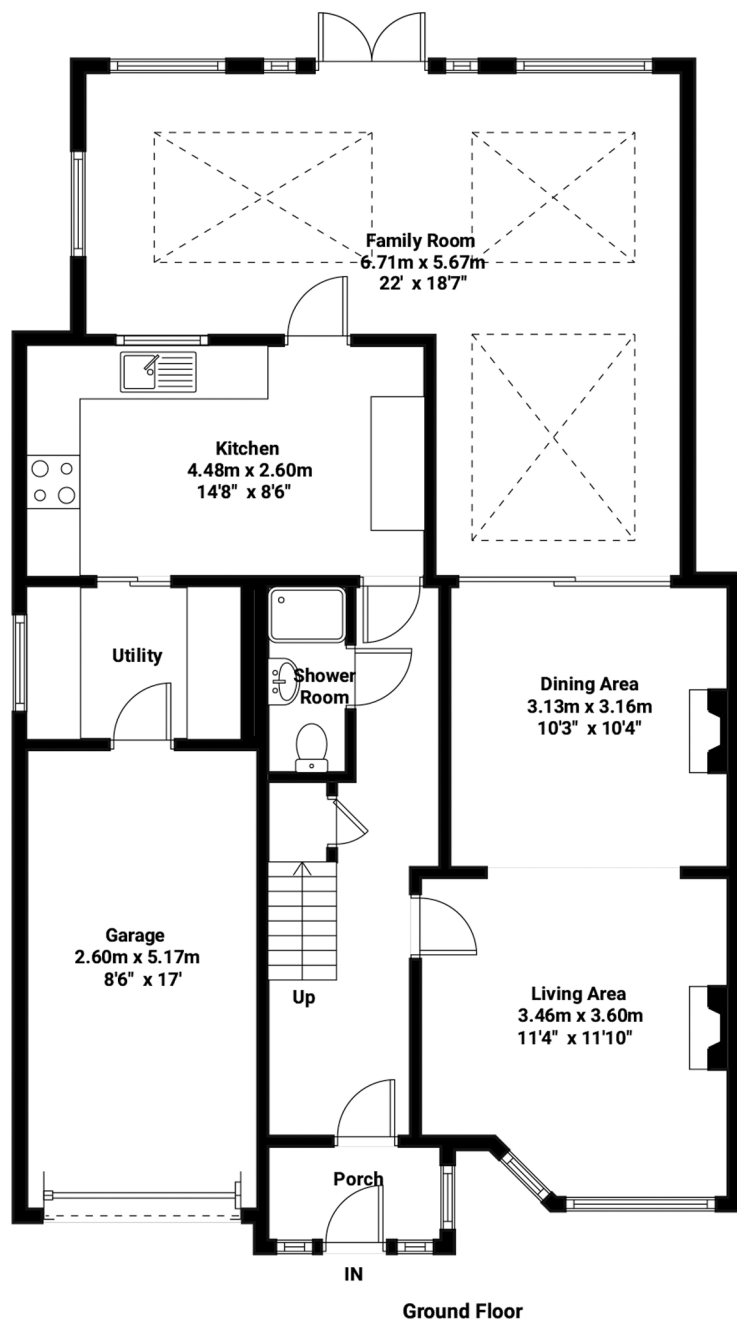 Family Room
6.71m x 5.67m
22' x 18'7"
Kitchen
4.48m x 2.60m
14'8" x 8'6"
Utility
Shower
Room
Dining Area
3.13m x 3.16m
10'3" x 10'4"
Garage
2.60m x 5.17m
8'6" x 17'
Up
Living Area
3.46m x 3.60m
11'4" x 11'10"
Porch
IN
Ground Floor